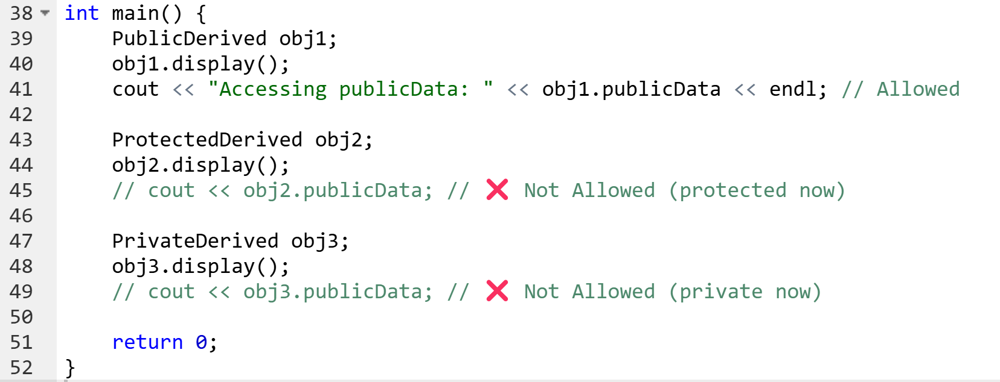 38 int main() {
39     PublicDerived obj1;
40     obj1.display();
41     cout << "Accessing publicData: " << obj1.publicData << endl; // Allowed
42
43     ProtectedDerived obj2;
44     obj2.display();
45     // cout << obj2.publicData; // ❌ Not Allowed (protected now)
46
47     PrivateDerived obj3;
48     obj3.display();
49     // cout << obj3.publicData; // ❌ Not Allowed (private now)
50
51     return 0;
52 }